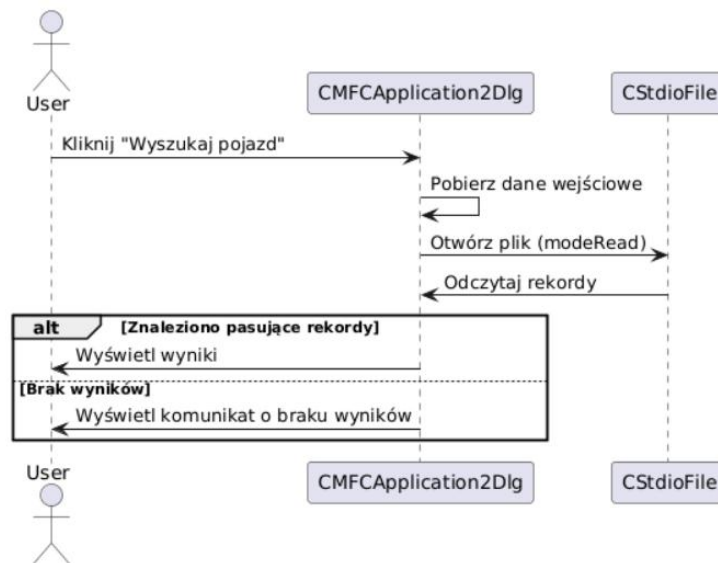 User
CMFCApplication2Dlg
CStdioFile
Kliknij "Wyszukaj pojazd"
Pobierz dane wejściowe
Otwórz plik (modeRead)
Odczytaj rekordy
alt [Znaleziono pasujące rekordy]
Wyświetl wyniki
[Brak wyników]
Wyświetl komunikat o braku wyników
User
CMFCApplication2Dlg
CStdioFile